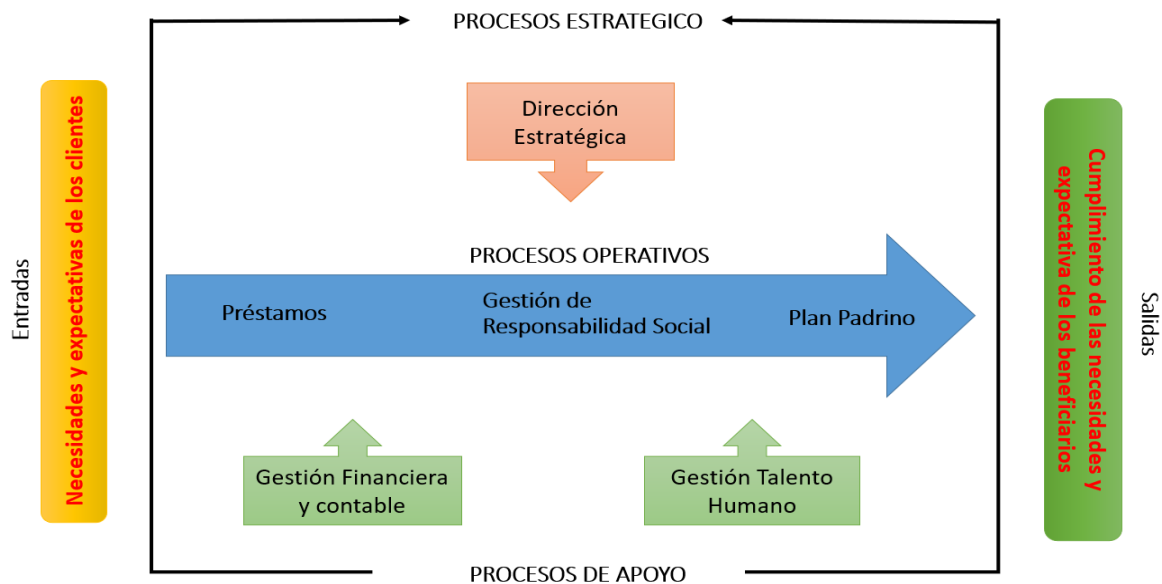 PROCESOS ESTRATEGICO
Entradas
Necesidades y expectativas de los clientes
Dirección
Estratégica
PROCESOS OPERATIVOS
Préstamos
Gestión de
Responsabilidad Social
Plan Padrino
Gestión Financiera
y contable
Gestión Talento
Humano
PROCESOS DE APOYO
Cumplimiento de las necesidades y
expectativa de los beneficiarios
Salidas